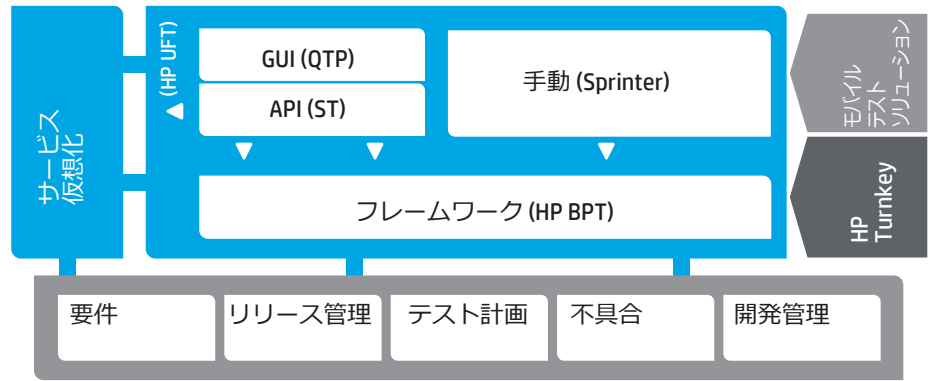 サービス
仮想化
(HP UFT)
GUI (QTP)
API (ST)
手動 (Sprinter)
フレームワーク (HP BPT)
モバイル
テスト
ソリューション
HP
Turnkey
要件
リリース管理
テスト計画
不具合
開発管理